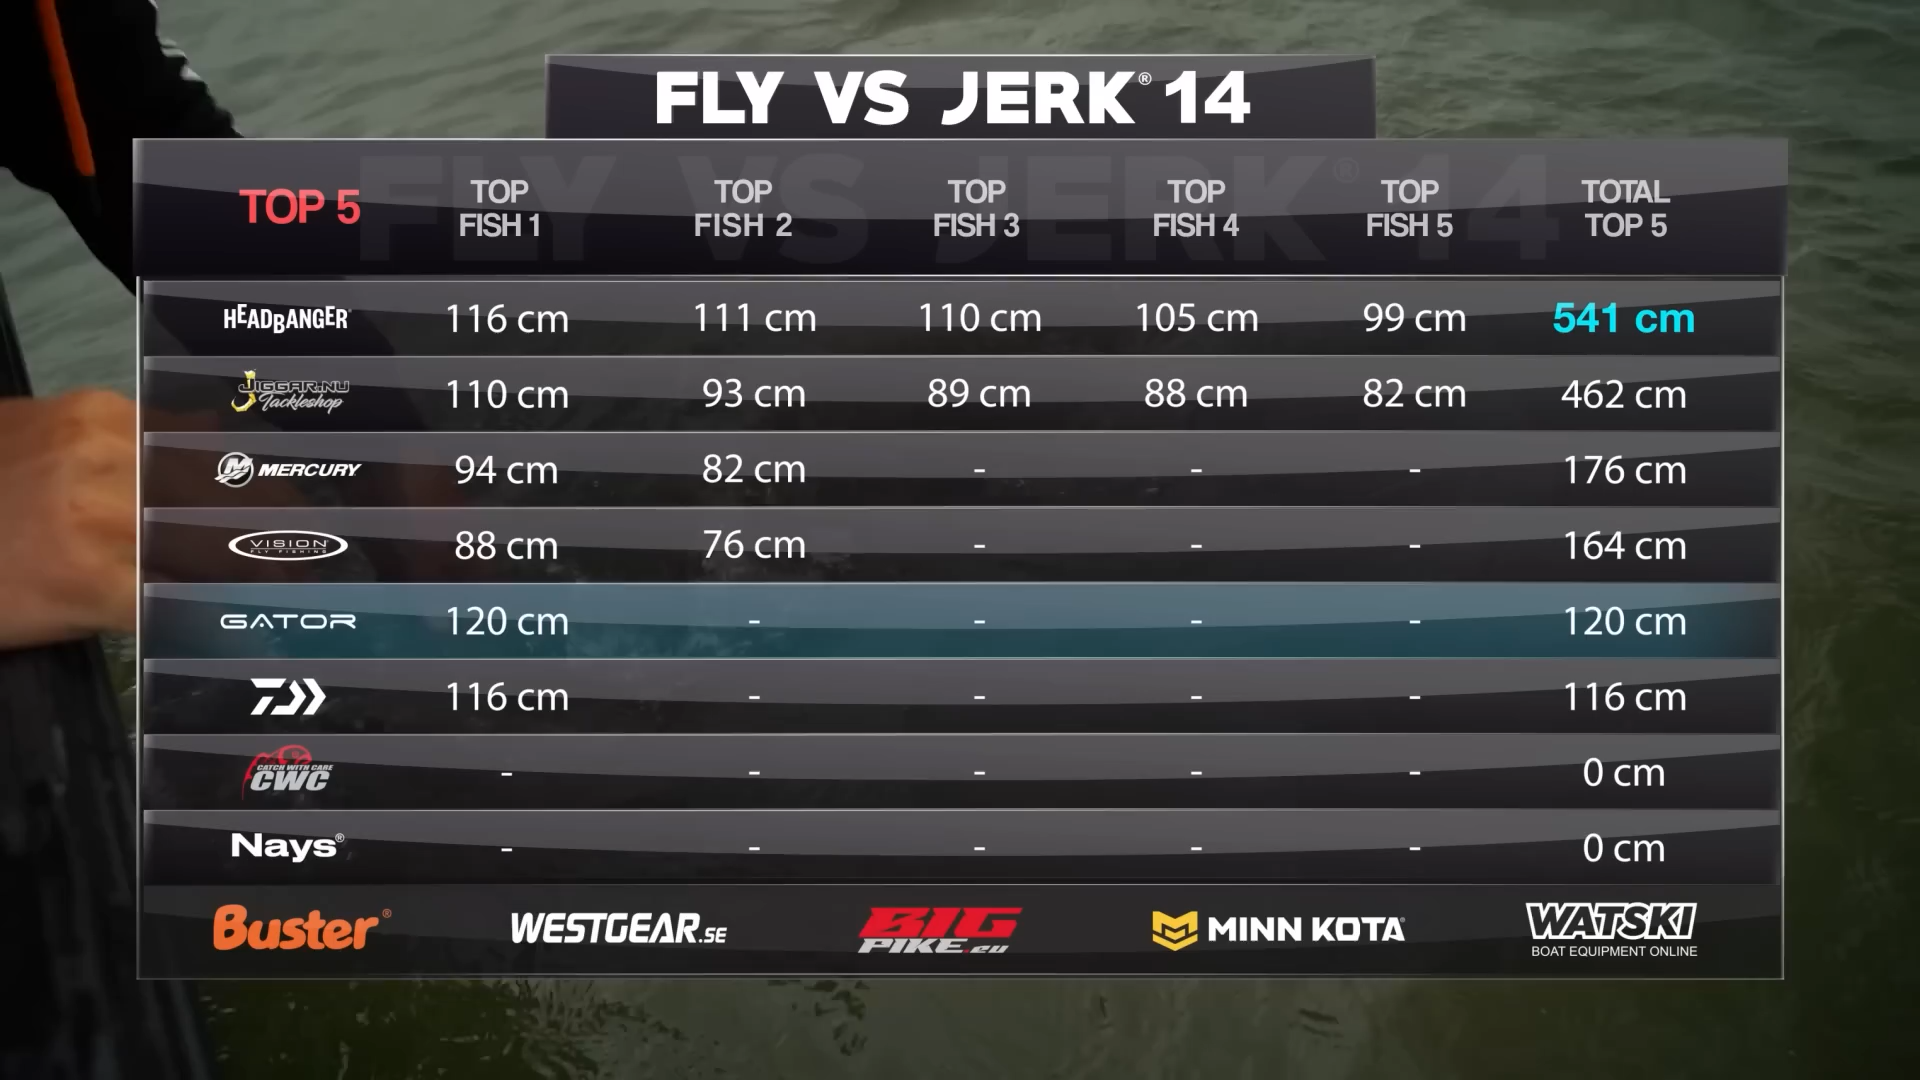 FLY VS JERK® 14
TOP 5 TOP FISH 1 TOP FISH 2 TOP FISH 3 TOP FISH 4 TOP FISH 5 TOTAL TOP 5
HEADBANGER 116 cm 111 cm 110 cm 105 cm 99 cm 541 cm
JIGGAR.NU Tackleshop 110 cm 93 cm 89 cm 88 cm 82 cm 462 cm
MERCURY 94 cm 82 cm - - - 176 cm
VISION FLY FISHING 88 cm 76 cm - - - 164 cm
GATOR 120 cm - - - - 120 cm
116 cm - - - - 116 cm
CATCH WITH CARE CWC - - - - - 0 cm
Nays® - - - - - 0 cm
Buster® WESTGEAR.SE BIG PIKE.eu MINN KOTA® WATSKI
BOAT EQUIPMENT ONLINE